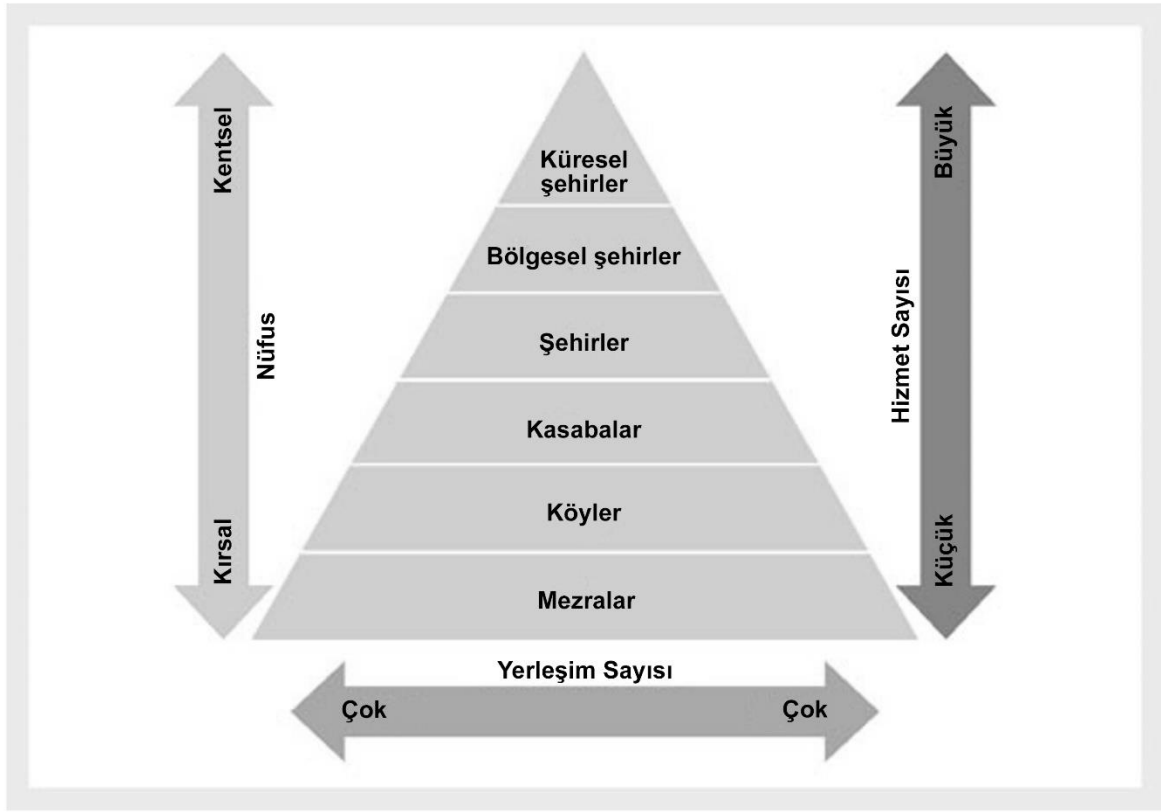 Kentsel
Nüfus
Kırsal
Küresel
şehirler
Bölgesel şehirler
Şehirler
Kasabalar
Köyler
Mezralar
Büyük
Hizmet Sayısı
Küçük
Yerleşim Sayısı
Çok
Çok